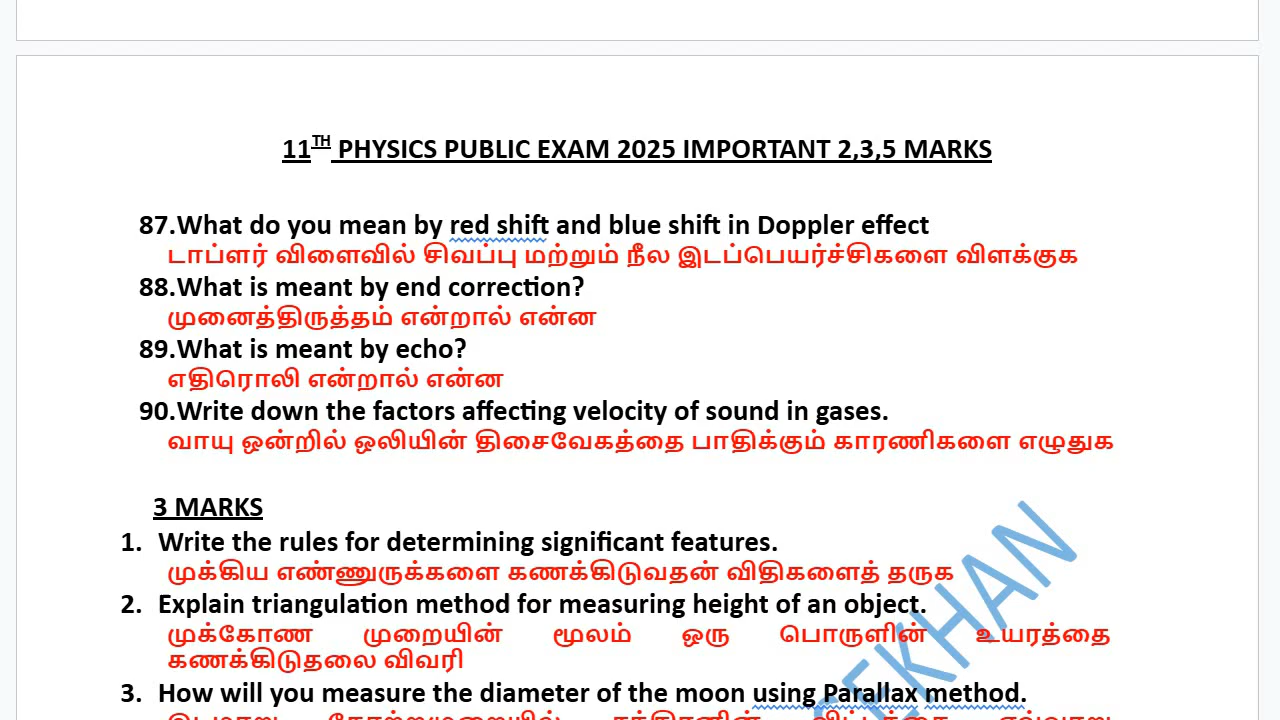 11TH PHYSICS PUBLIC EXAM 2025 IMPORTANT 2,3,5 MARKS
87.What do you mean by red shift and blue shift in Doppler effect
டாப்ளர் விளைவில் சிவப்பு மற்றும் நீல இடப்பெயர்ச்சிகளை விளக்குக
88.What is meant by end correction?
முனைத்திருத்தம் என்றால் என்ன
89.What is meant by echo?
எதிரொலி என்றால் என்ன
90.Write down the factors affecting velocity of sound in gases.
வாயு ஒன்றில் ஒலியின் திசைவேகத்தை பாதிக்கும் காரணிகளை எழுதுக
3 MARKS
1. Write the rules for determining significant features.
முக்கிய எண்ணுருக்களை கணக்கிடுவதன் விதிகளைத் தருக
2. Explain triangulation method for measuring height of an object.
முக்கோண முறையின் மூலம் ஒரு பொருளின் உயரத்தை
கணக்கிடுதலை விவரி
3. How will you measure the diameter of the moon using Parallax method.